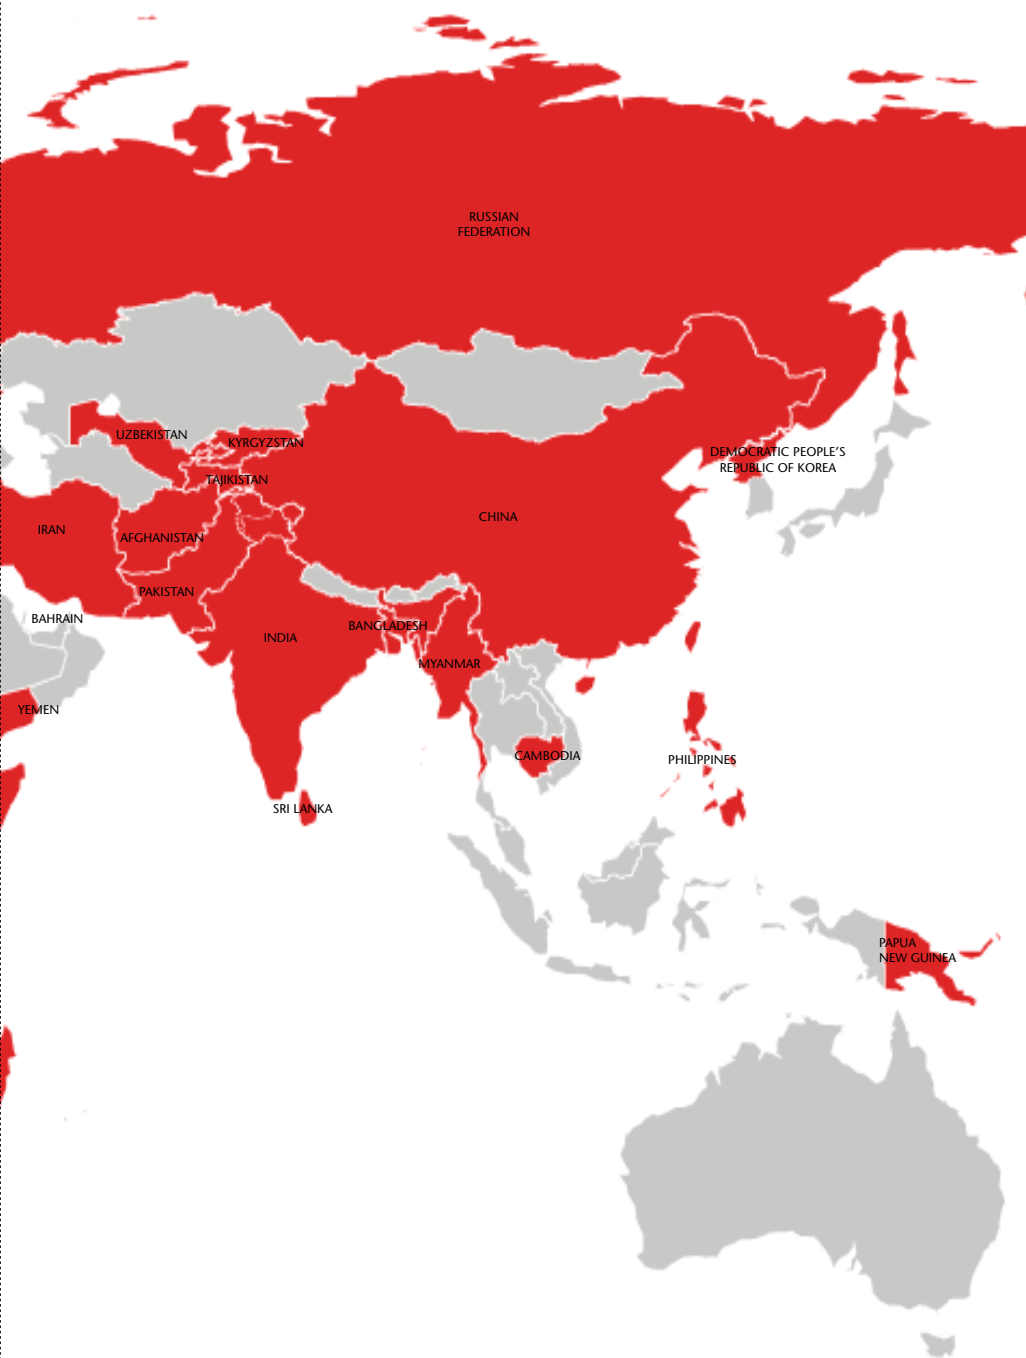 RUSSIAN
FEDERATION
UZBEKISTAN
KYRGYZSTAN
DEMOCRATIC PEOPLE'S
REPUBLIC OF KOREA
TAJIKISTAN
CHINA
IRAN
AFGHANISTAN
PAKISTAN
BAHRAIN
BANGLADESH
INDIA
MYANMAR
YEMEN
CAMBODIA
PHILIPPINES
SRI LANKA
PAPUA
NEW GUINEA